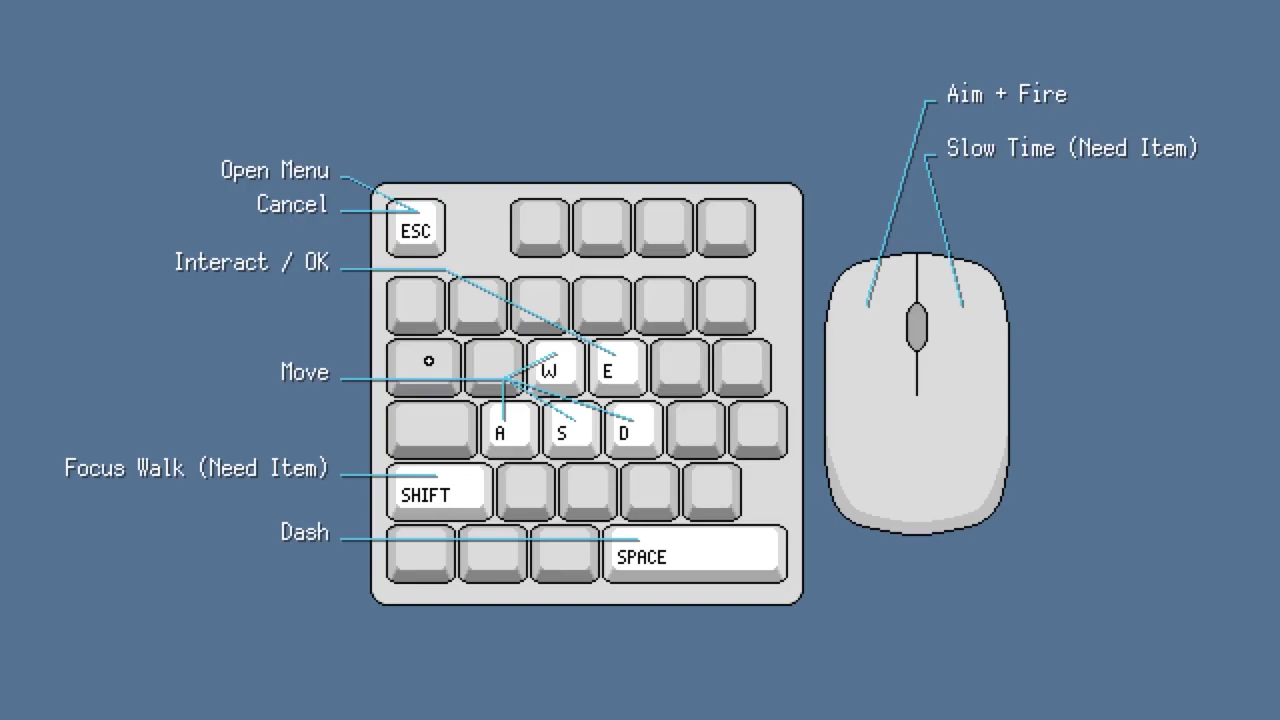 Aim + Fire
Slow Time (Need Item)
Open Menu
Cancel
ESC
Interact / OK
W
E
Move
A
S
D
Focus Walk (Need Item)
SHIFT
Dash
SPACE